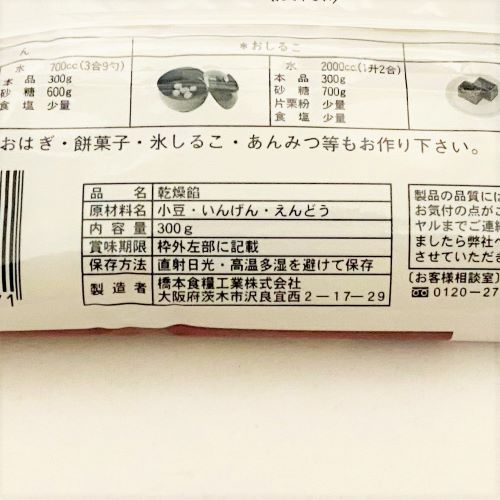 ん
水 700cc(3合9勺)
本品 300g
砂糖 600g
食塩 少量
＊おしるこ
水 2000cc(1升2合)
本品 300g
砂糖 700g
片栗粉 少量
食塩 少量
おはぎ・餅菓子・氷しるこ・あんみつ等もお作り下さい。
品名 乾燥餡
原材料名 小豆・いんげん・えんどう
内容量 300g
賞味期限 枠外左部に記載
保存方法 直射日光・高温多湿を避けて保存
製造者 橋本食糧工業株式会社
大阪府茨木市沢良宜西2－17－29
製品の品質には
お気付の点がご
ヤルまでご連絡
ましたら弊社へ
させていただき
〔お客様相談室〕
0120-27